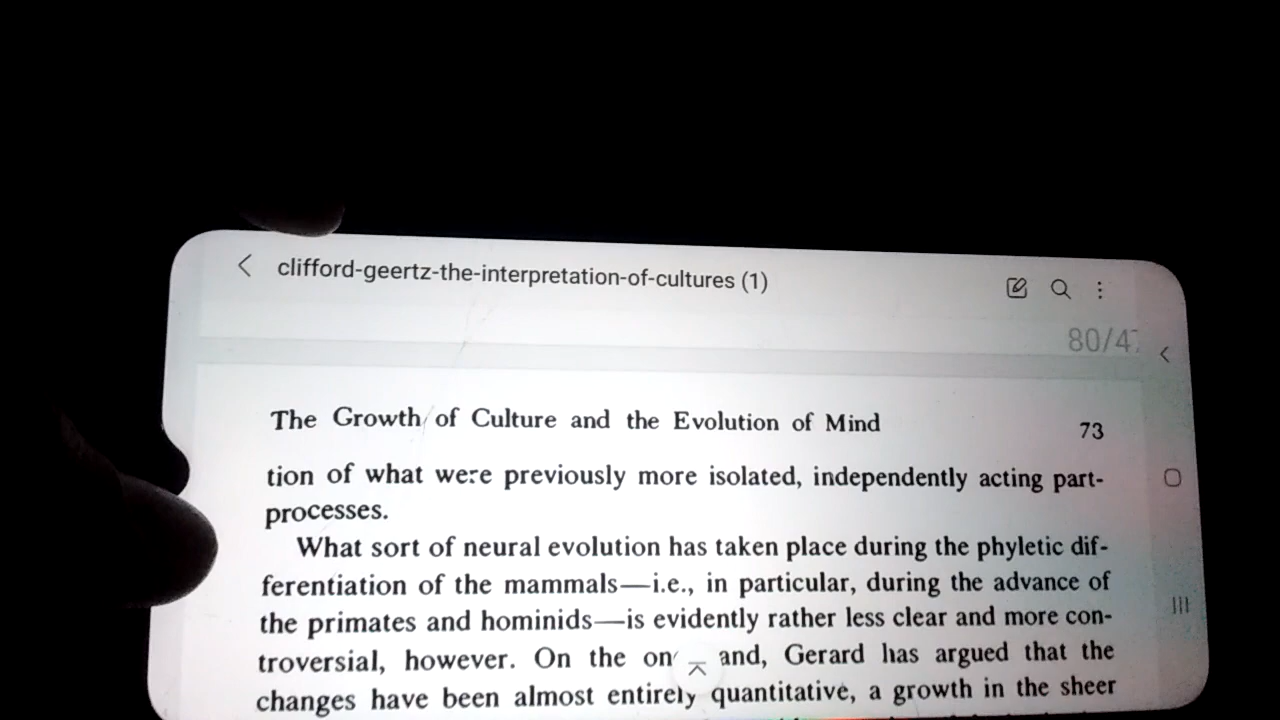 clifford-geertz-the-interpretation-of-cultures (1)
80/47
The Growth of Culture and the Evolution of Mind 73
tion of what were previously more isolated, independently acting part-
processes.
What sort of neural evolution has taken place during the phyletic dif-
ferentiation of the mammals—i.e., in particular, during the advance of
the primates and hominids—is evidently rather less clear and more con-
troversial, however. On the on and, Gerard has argued that the
changes have been almost entirely quantitative, a growth in the sheer